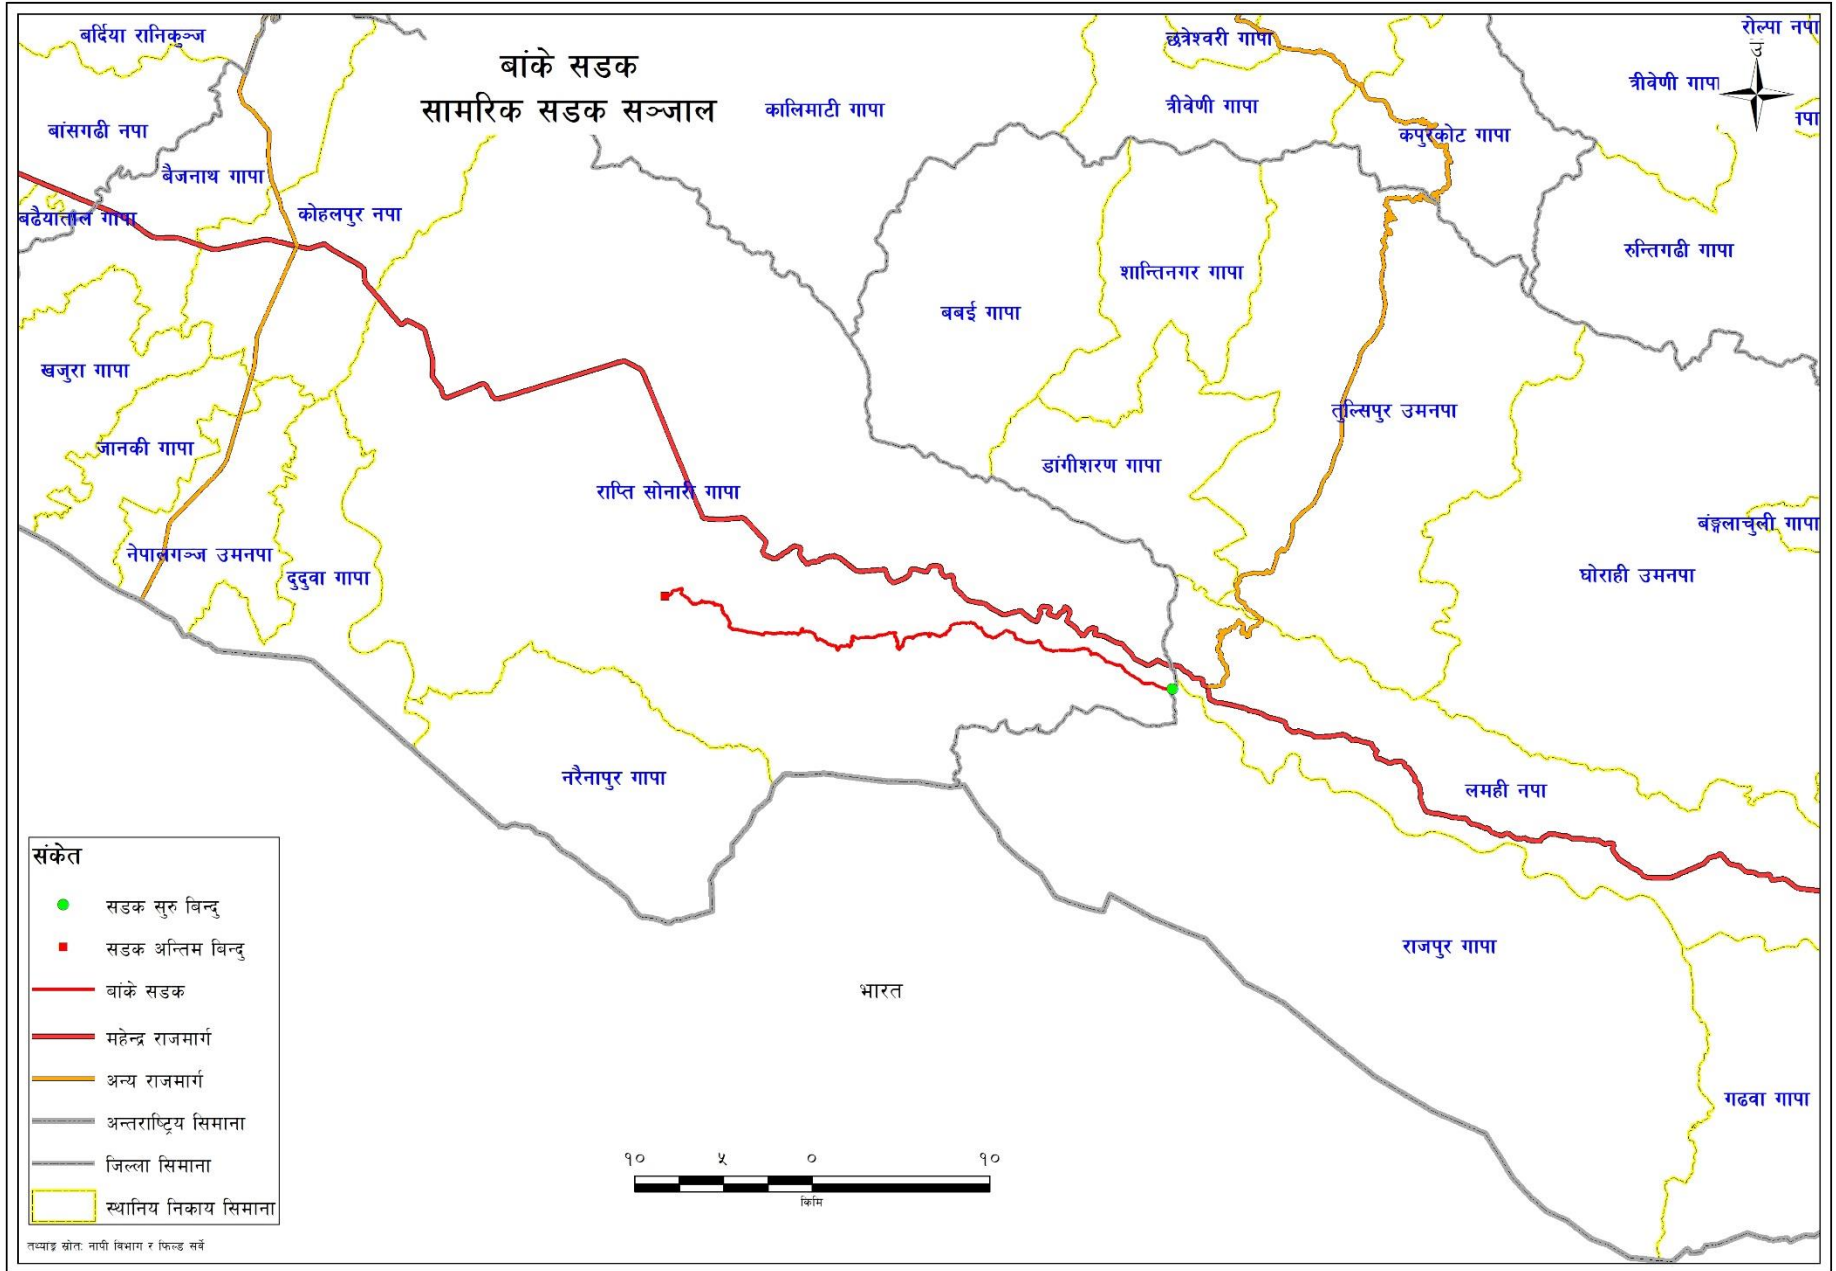 बर्दिया रानिकुञ्ज
छत्रेश्वरी गापा
रोल्पा नपा
बांके सडक
सामरिक सडक सञ्जाल
कालिमाटी गापा
त्रीवेणी गापा
त्रीवेणी गापा
नपा
बांसगढी नपा
कपुरकोट गापा
बैजनाथ गापा
बढैयाताल गापा
कोहलपुर नपा
रुन्तिगढी गापा
शान्तिनगर गापा
बबई गापा
खजुरा गापा
तुल्सिपुर उमनपा
जानकी गापा
डांगीशरण गापा
राप्ति सोनारी गापा
बंङ्गलाचुली गापा
नेपालगञ्ज उमनपा
दुदुवा गापा
घोराही उमनपा
नरैनापुर गापा
लमही नपा
राजपुर गापा
भारत
गढवा गापा
संकेत
सडक सुरु बिन्दु
सडक अन्तिम बिन्दु
बांके सडक
महेन्द्र राजमार्ग
अन्य राजमार्ग
अन्तराष्ट्रिय सिमाना
जिल्ला सिमाना
स्थानिय निकाय सिमाना
१० ५ ० १०
किमि
तथ्याङ्क स्रोतः नापी विभाग र फिल्ड सर्वे